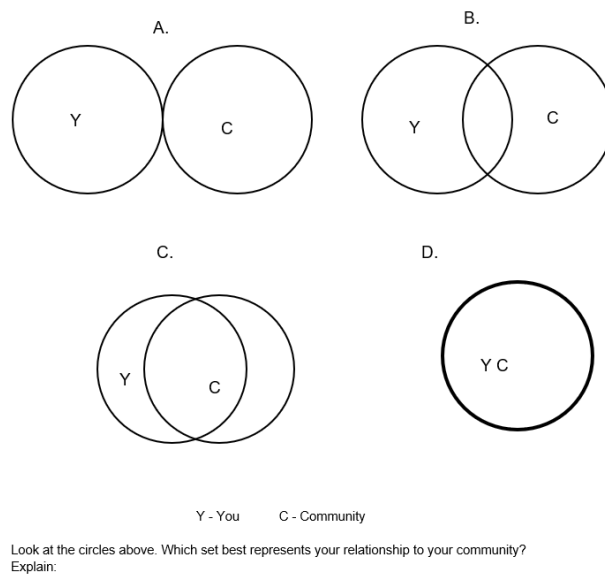 A.
B.
Y
C
Y
C
C.
D.
Y
C
Y C
Y - You C - Community
Look at the circles above. Which set best represents your relationship to your community?
Explain: